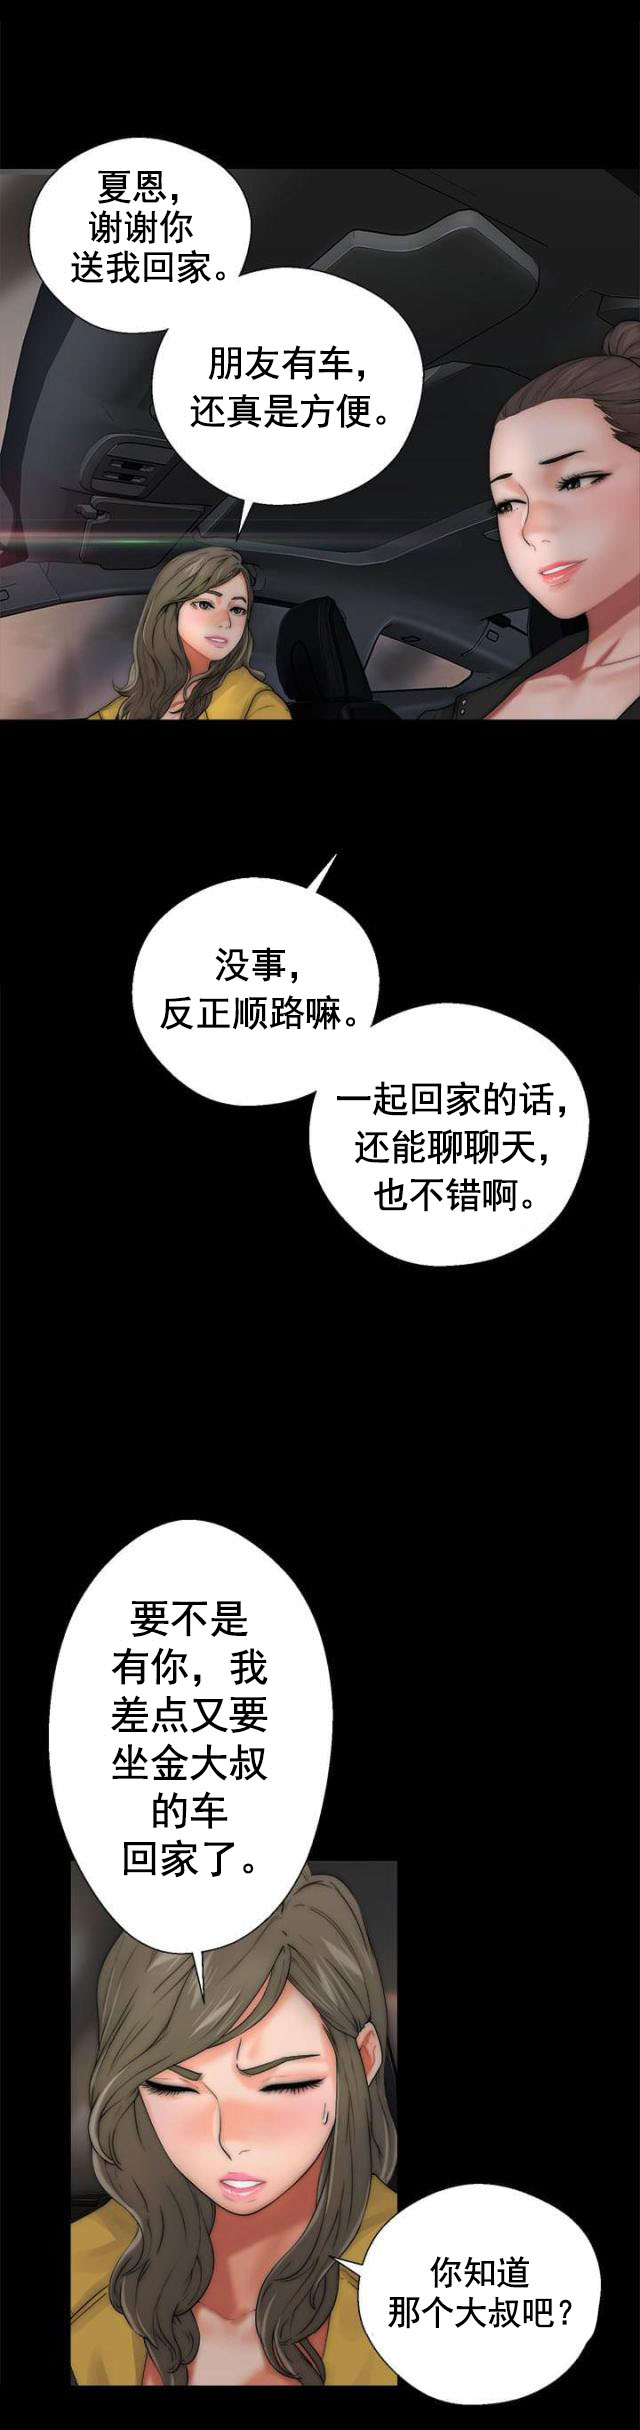 夏恩，
谢谢你
送我回家。
朋友有车，
还真是方便。
没事，
反正顺路嘛。
一起回家的话，
还能聊聊天，
也不错啊。
要不是
有你，我
差点又要
坐金大叔
的车
回家了。
你知道
那个大叔吧？